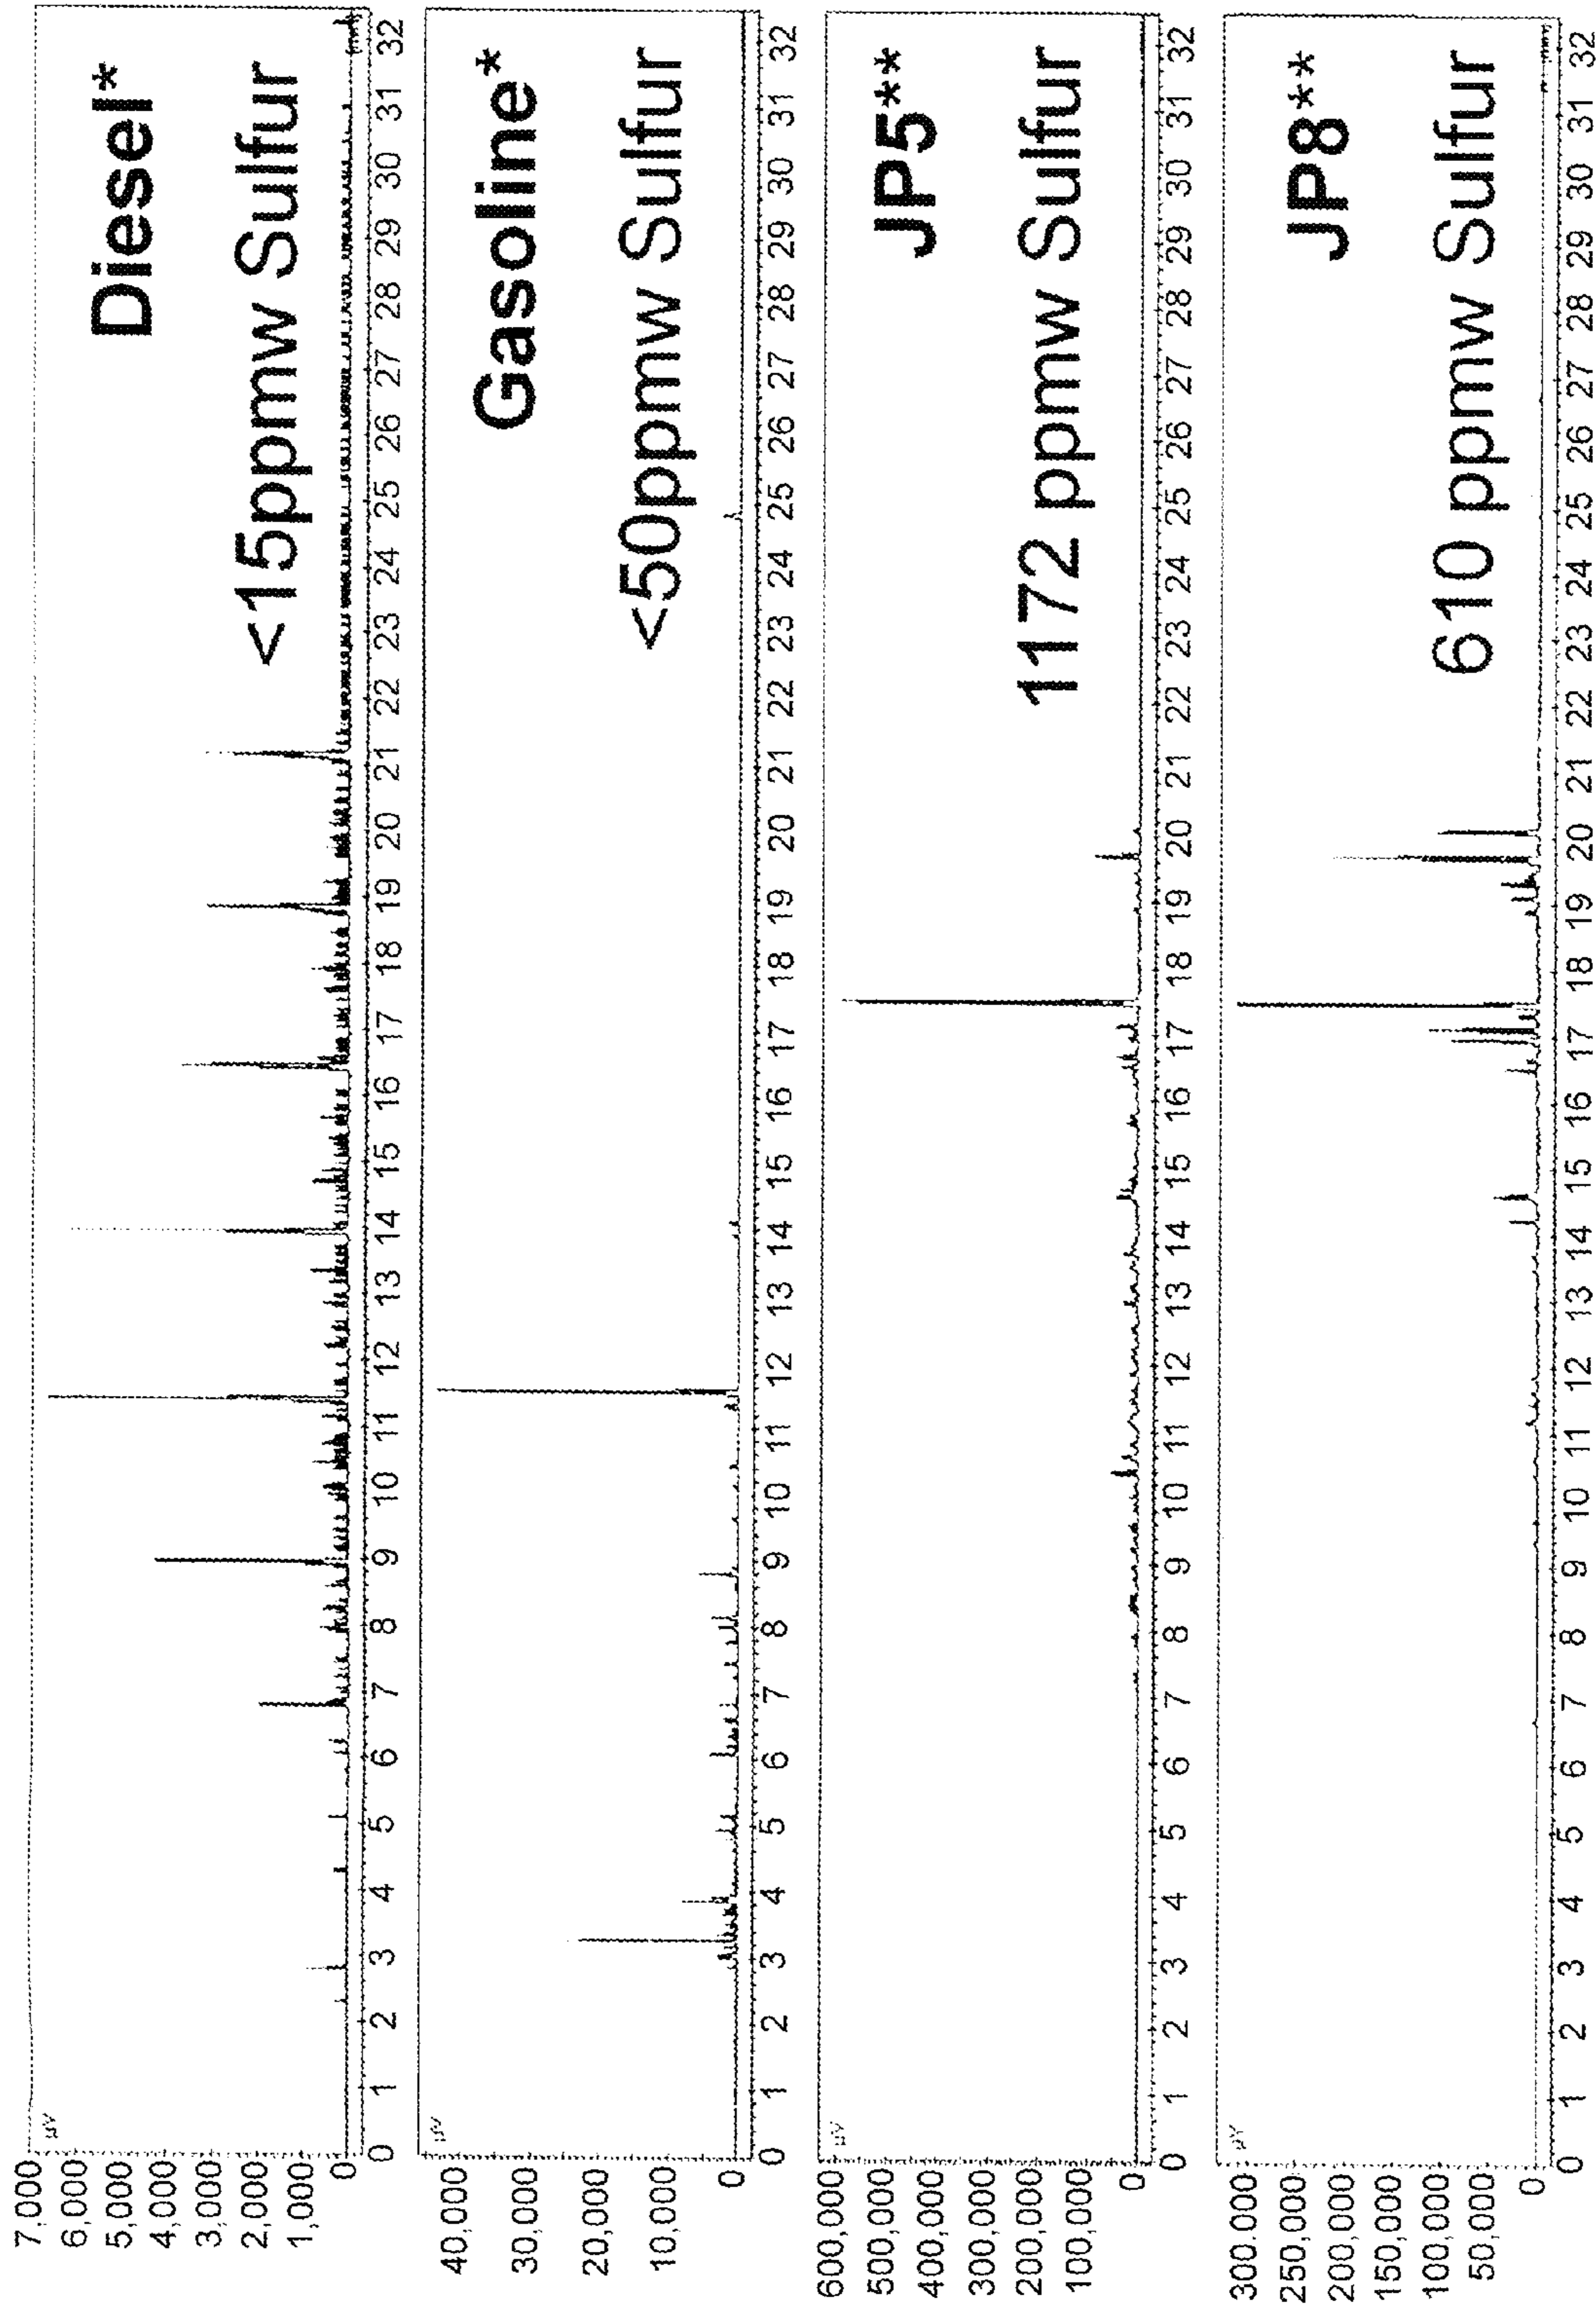 Diesel*
<15ppmw Sulfur
7,000
6,000
5,000
4,000
3,000
2,000
1,000
0
µV
0 1 2 3 4 5 6 7 8 9 10 11 12 13 14 15 16 17 18 19 20 21 22 23 24 25 26 27 28 29 30 31 32
Gasoline*
<50ppmw Sulfur
40,000
30,000
20,000
10,000
0
µV
0 1 2 3 4 5 6 7 8 9 10 11 12 13 14 15 16 17 18 19 20 21 22 23 24 25 26 27 28 29 30 31 32
JP5**
1172 ppmw Sulfur
600,000
500,000
400,000
300,000
200,000
100,000
0
µV
0 1 2 3 4 5 6 7 8 9 10 11 12 13 14 15 16 17 18 19 20 21 22 23 24 25 26 27 28 29 30 31 32
JP8**
610 ppmw Sulfur
300.000
250,000
200,000
150,000
100,000
50,000
0
µV
0 1 2 3 4 5 6 7 8 9 10 11 12 13 14 15 16 17 18 19 20 21 22 23 24 25 26 27 28 29 30 31 32